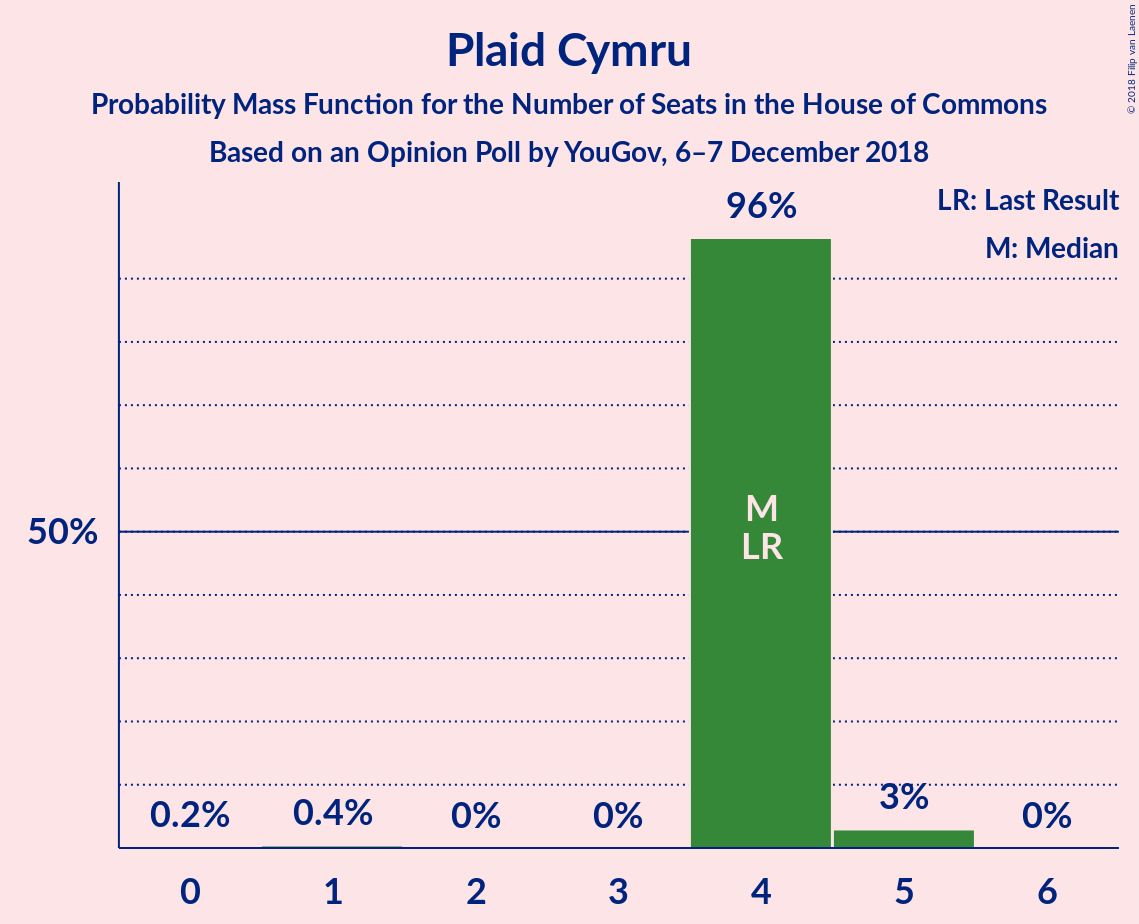 Plaid Cymru
Probability Mass Function for the Number of Seats in the House of Commons
Based on an Opinion Poll by YouGov, 6–7 December 2018
© 2018 Filip van Laenen
LR: Last Result
M: Median
96%
M
LR
50%
0.2%
0.4%
0%
0%
3%
0%
0 1 2 3 4 5 6